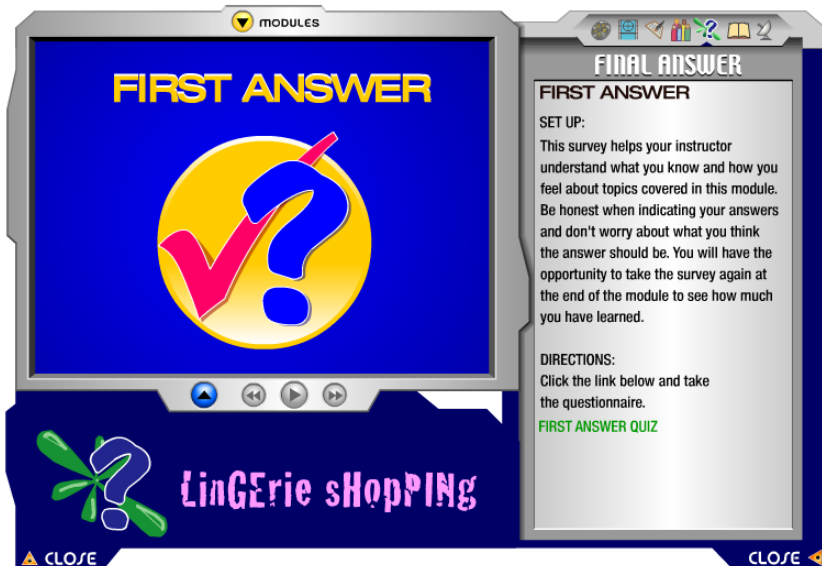 MODULES
FIRST ANSWER
LinGErie sHopPINg
CLOSE
FINAL ANSWER
FIRST ANSWER
SET UP:
This survey helps your instructor
understand what you know and how you
feel about topics covered in this module.
Be honest when indicating your answers
and don't worry about what you think
the answer should be. You will have the
opportunity to take the survey again at
the end of the module to see how much
you have learned.
DIRECTIONS:
Click the link below and take
the questionnaire.
FIRST ANSWER QUIZ
CLOSE